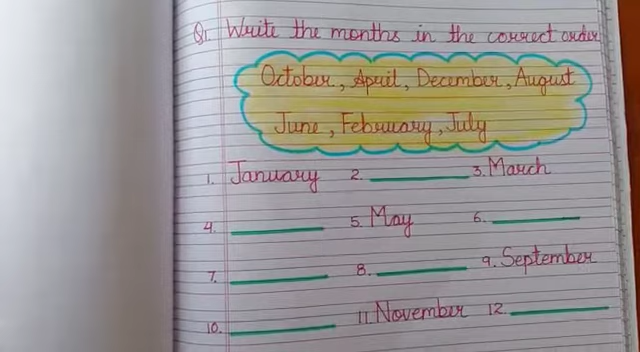 Q1. Write the months in the correct order
October, April, December, August
June, February, July
1. January 2. 3. March
4. 5. May 6.
7. 8. 9. September
10. 11. November 12.